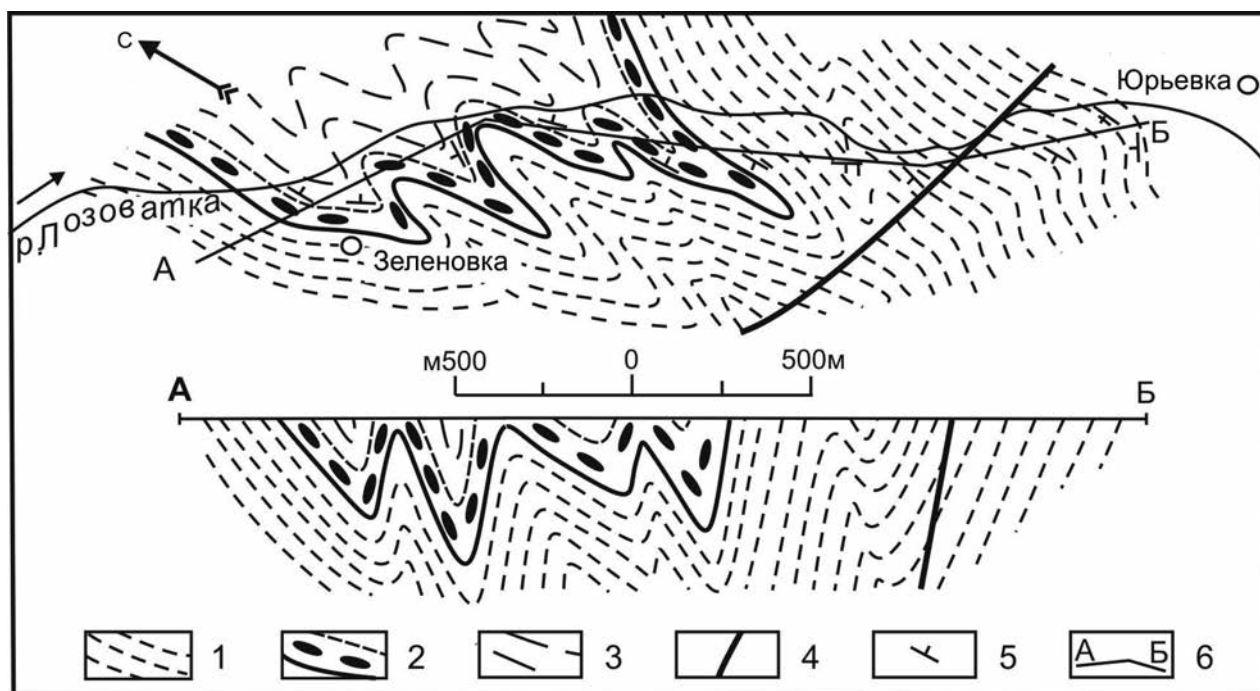 С
Юрьевка
Б
р.Лозоватка
А
Зеленовка
м500 0 500м
А Б
1 2 3 4 5 А Б 6